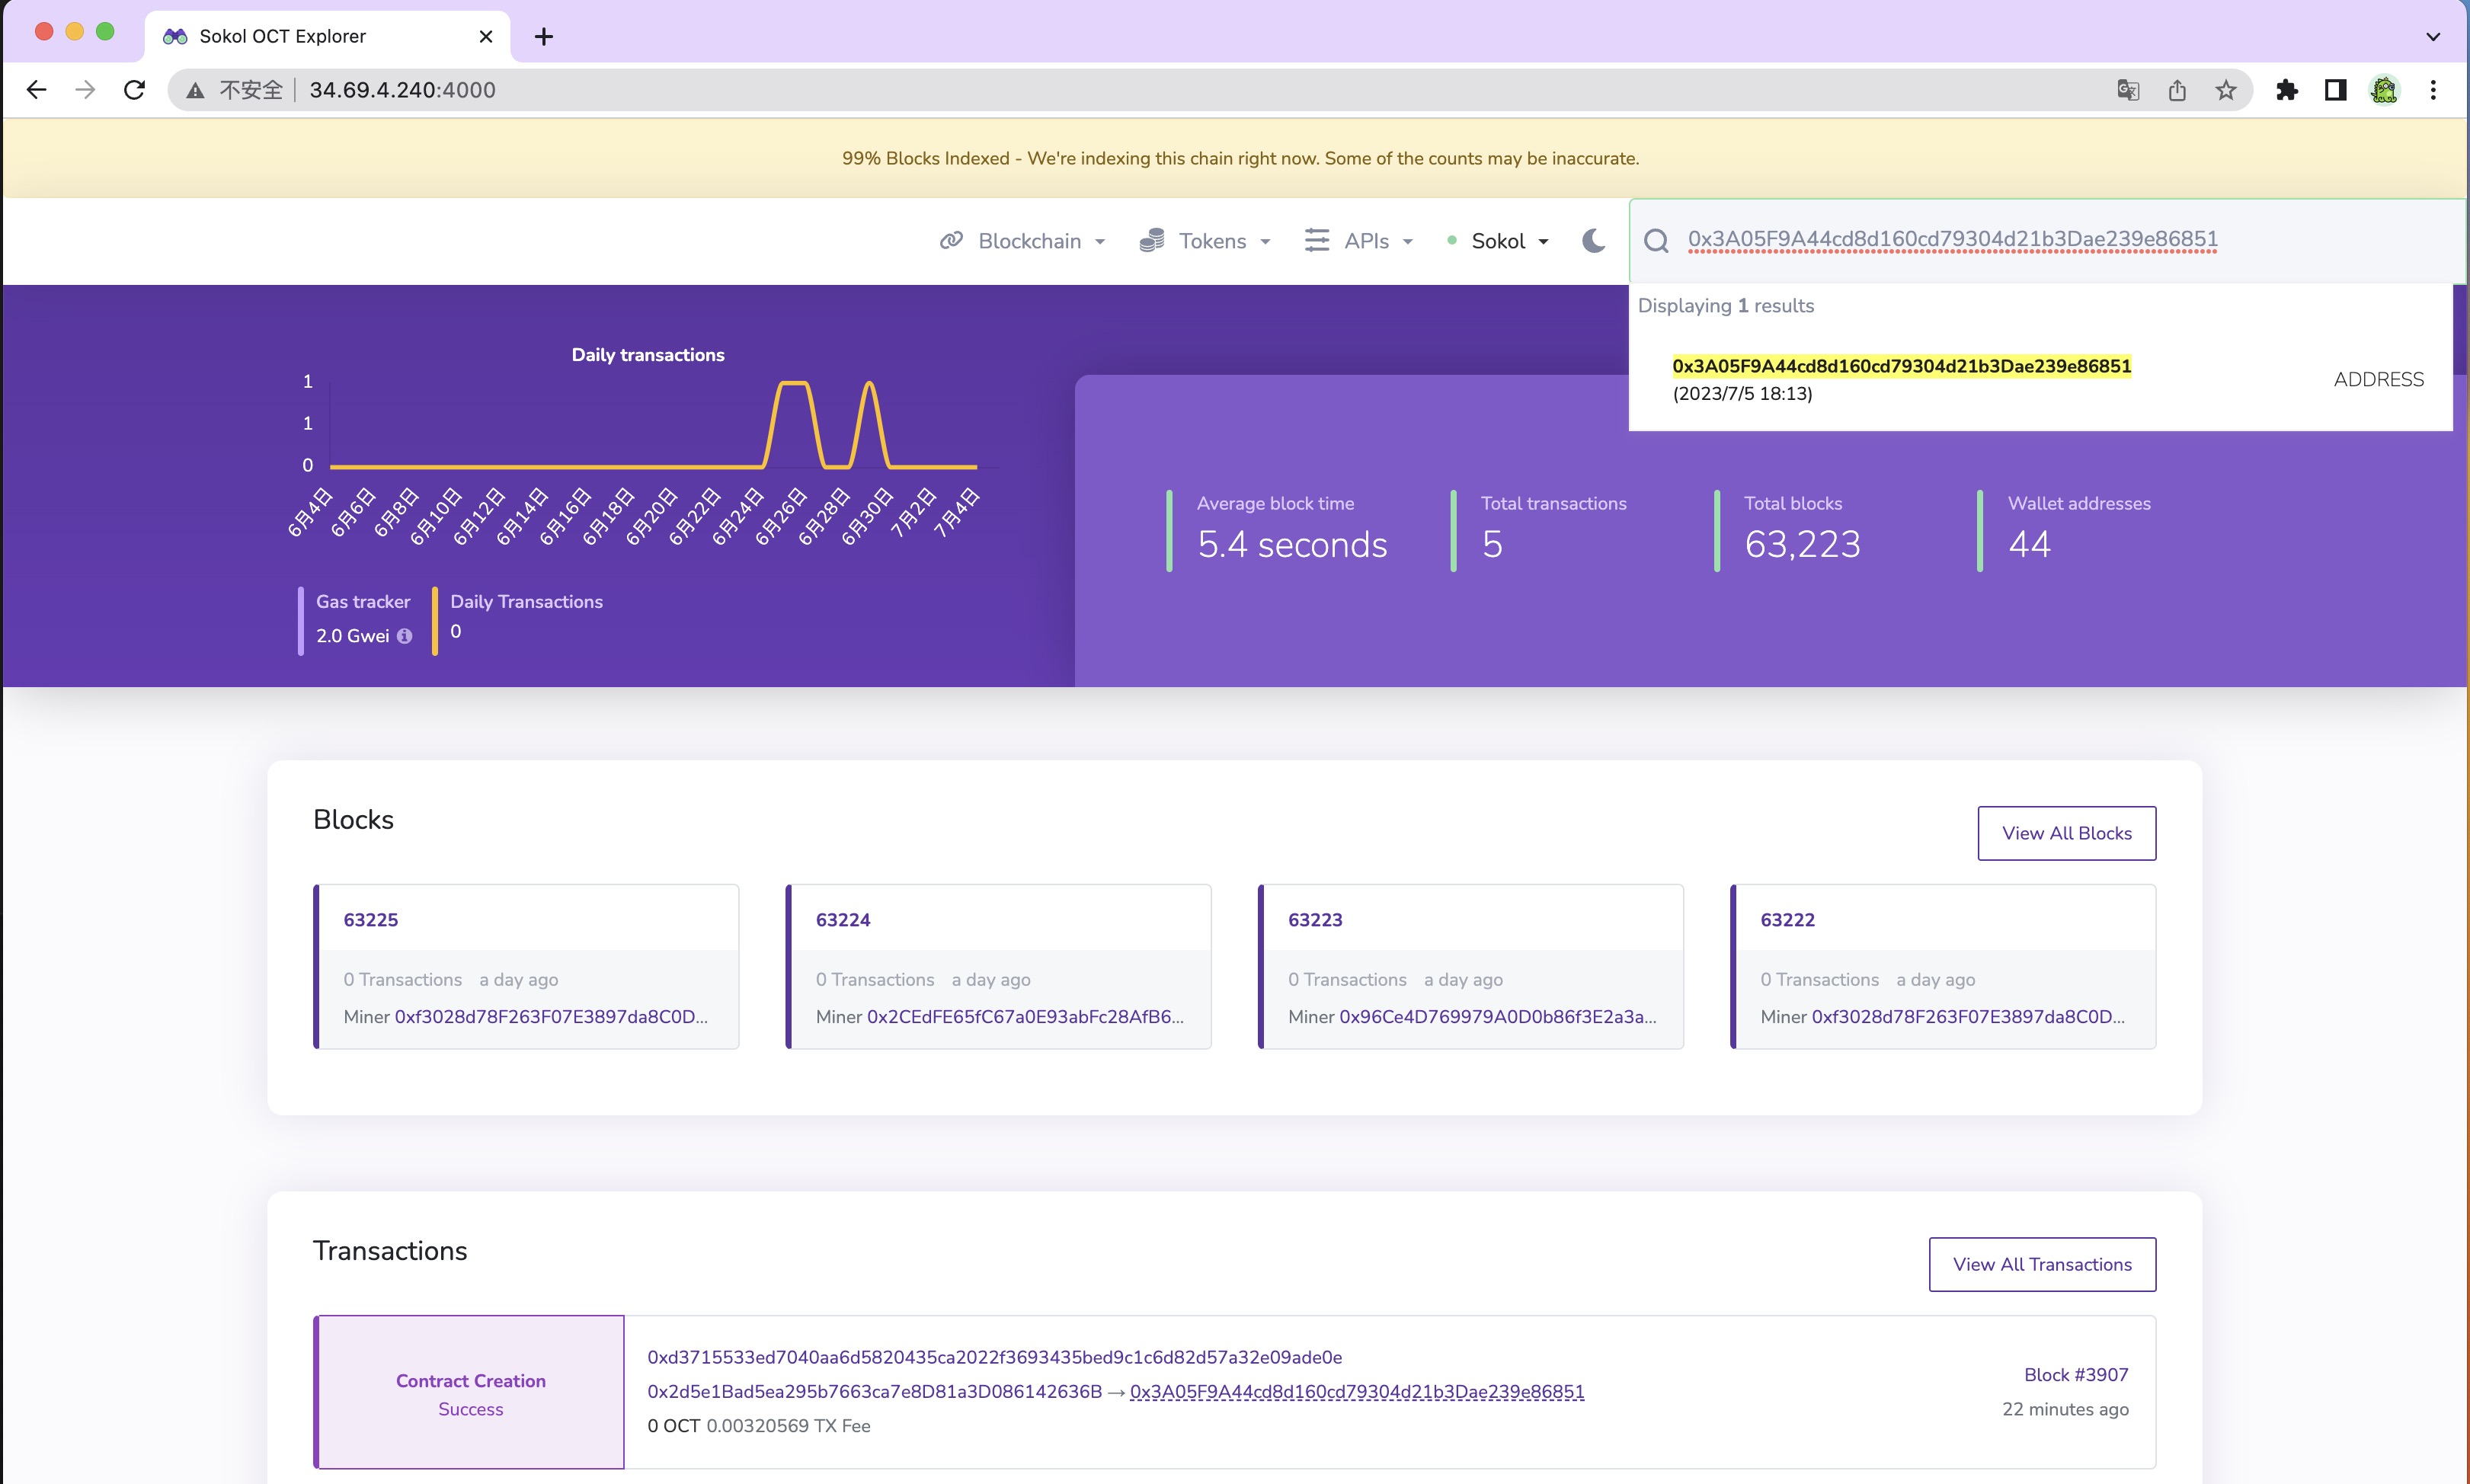 Sokol OCT Explorer
不安全 34.69.4.240:4000
99% Blocks Indexed - We're indexing this chain right now. Some of the counts may be inaccurate.
Blockchain Tokens APIs Sokol 0x3A05F9A44cd8d160cd79304d21b3Dae239e86851
Displaying 1 results
0x3A05F9A44cd8d160cd79304d21b3Dae239e86851
(2023/7/5 18:13)
ADDRESS
Daily transactions
1
1
0
6月4日 6月6日 6月8日 6月10日 6月12日 6月14日 6月16日 6月18日 6月20日 6月22日 6月24日 6月26日 6月28日 6月30日 7月2日 7月4日
Gas tracker
2.0 Gwei
Daily Transactions
0
Average block time
5.4 seconds
Total transactions
5
Total blocks
63,223
Wallet addresses
44
Blocks
View All Blocks
63225
0 Transactions a day ago
Miner 0xf3028d78F263F07E3897da8C0D...
63224
0 Transactions a day ago
Miner 0x2CEdFE65fC67a0E93abFc28AfB6...
63223
0 Transactions a day ago
Miner 0x96Ce4D769979A0D0b86f3E2a3a...
63222
0 Transactions a day ago
Miner 0xf3028d78F263F07E3897da8C0D...
Transactions
View All Transactions
Contract Creation
Success
0xd3715533ed7040aa6d5820435ca2022f3693435bed9c1c6d82d57a32e09ade0e
0x2d5e1Bad5ea295b7663ca7e8D81a3D086142636B → 0x3A05F9A44cd8d160cd79304d21b3Dae239e86851
0 OCT 0.00320569 TX Fee
Block #3907
22 minutes ago